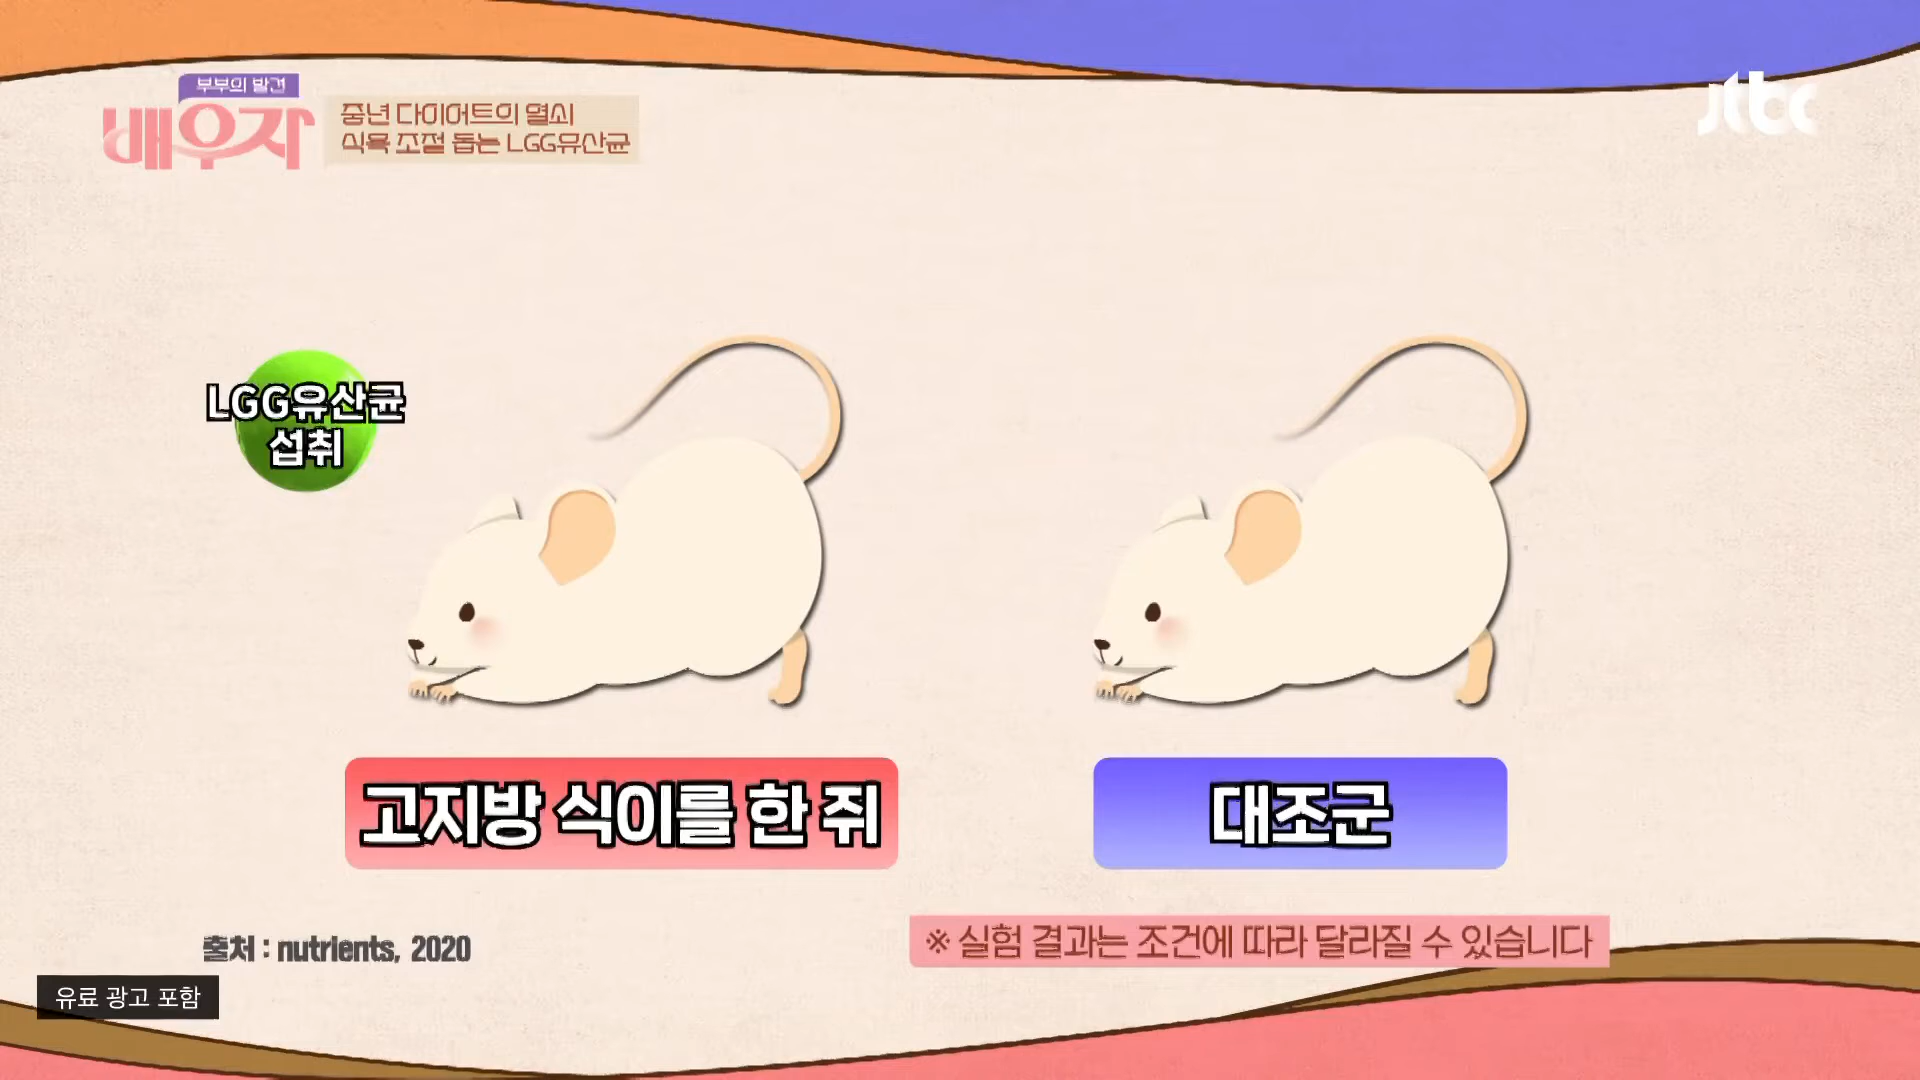 부부의 발견
배우자
중년 다이어트의 열쇠
식욕 조절 돕는 LGG유산균
jtbc
LGG유산균
섭취
고지방 식이를 한 쥐
대조군
출처 : nutrients, 2020
※ 실험 결과는 조건에 따라 달라질 수 있습니다
유료 광고 포함